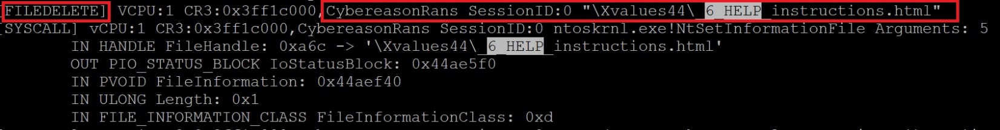 [FILEDELETE] VCPU:1 CR3:0x3ff1c000,CybereasonRans SessionID:0 "\Xvalues44\_6_HELP_instructions.html"
[SYSCALL] vCPU:1 CR3:0x3ff1c000,CybereasonRans SessionID:0 ntoskrnl.exe!NtSetInformationFile Arguments: 5
IN HANDLE FileHandle: 0xa6c -> '\Xvalues44\_6_HELP_instructions.html'
OUT PIO_STATUS_BLOCK IoStatusBlock: 0x44ae5f0
IN PVOID FileInformation: 0x44aef40
IN ULONG Length: 0x1
IN FILE_INFORMATION_CLASS FileInformationClass: 0xd